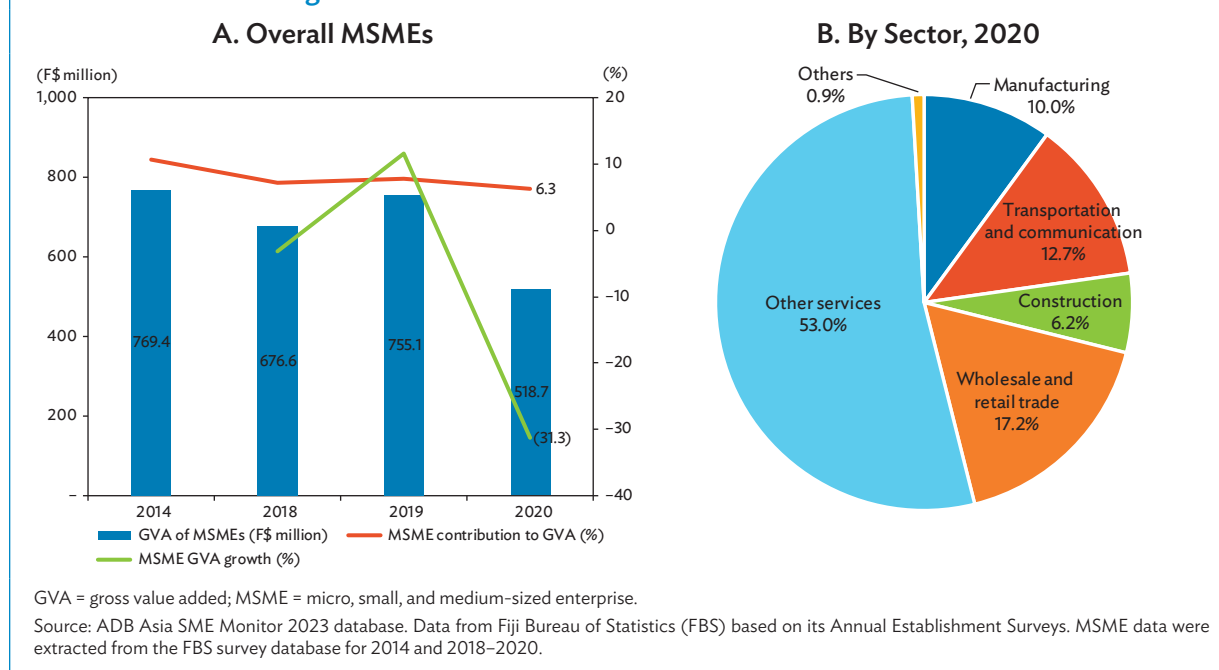 A. Overall MSMEs
(F$ million)
(%)
1,000
800
600
400
200
–
20
10
0
–10
–20
–30
–40
6.3
769.4
676.6
755.1
518.7
(31.3)
2014
2018
2019
2020
GVA of MSMEs (F$ million)
MSME contribution to GVA (%)
MSME GVA growth (%)
B. By Sector, 2020
Others
0.9%
Manufacturing
10.0%
Transportation
and communication
12.7%
Construction
6.2%
Wholesale and
retail trade
17.2%
Other services
53.0%
GVA = gross value added; MSME = micro, small, and medium-sized enterprise.
Source: ADB Asia SME Monitor 2023 database. Data from Fiji Bureau of Statistics (FBS) based on its Annual Establishment Surveys. MSME data were
extracted from the FBS survey database for 2014 and 2018–2020.